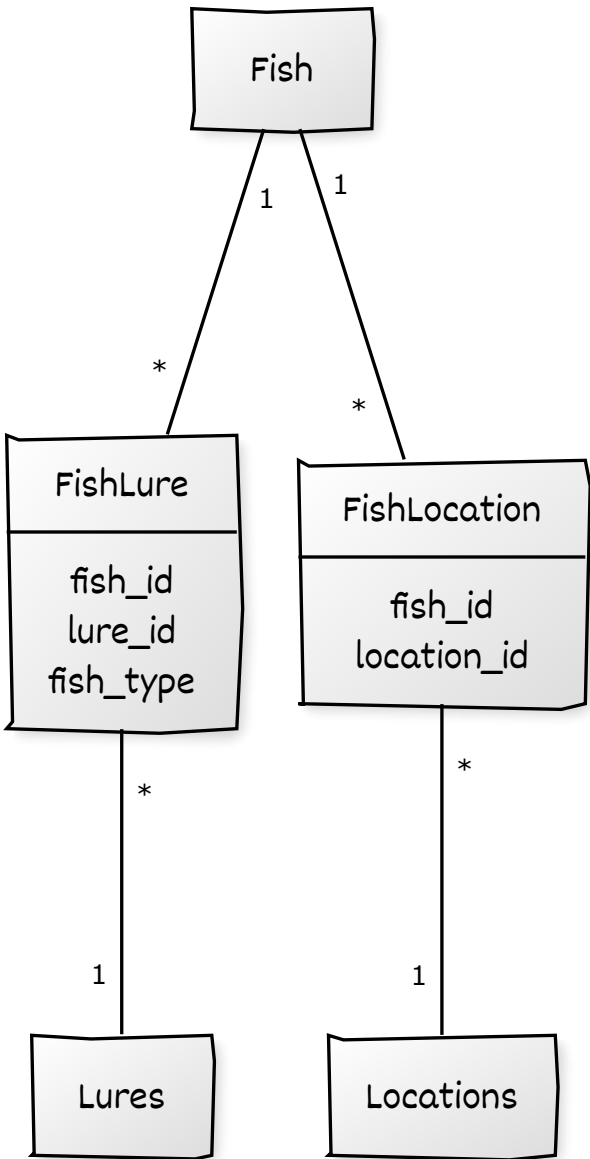 Fish
1
1
*
*
FishLure
fish_id
lure_id
fish_type
FishLocation
fish_id
location_id
*
*
1
1
Lures
Locations